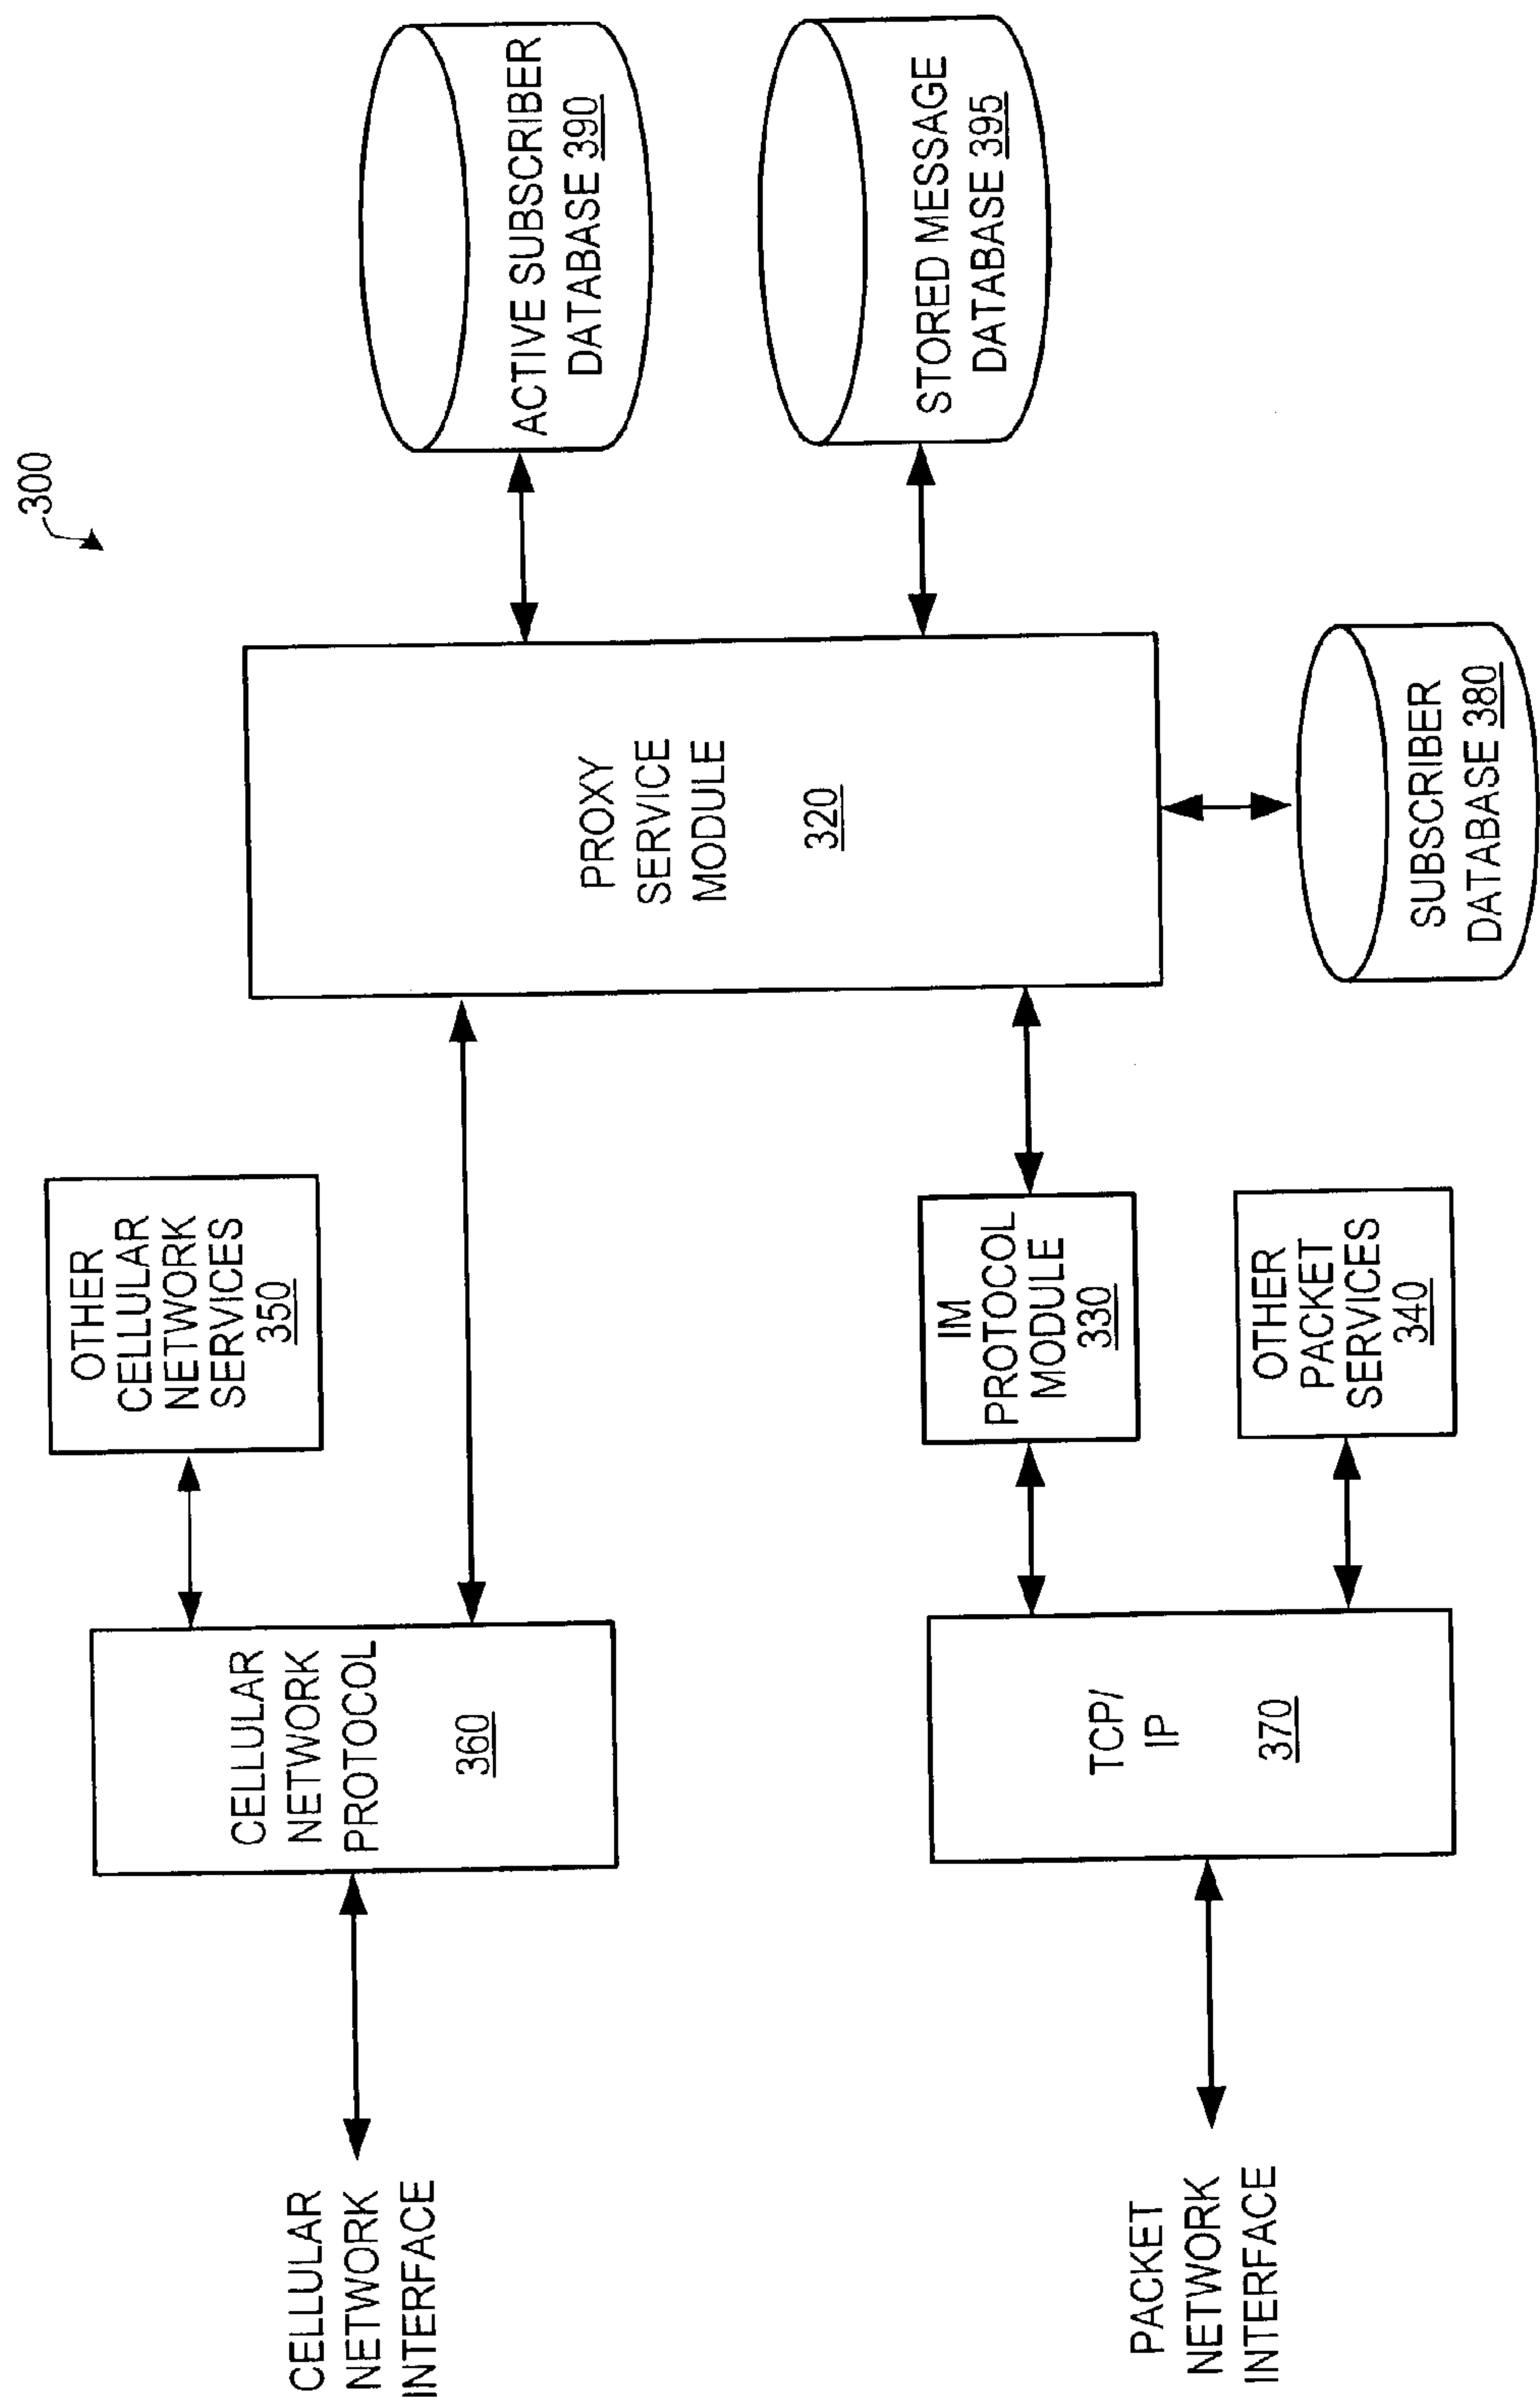 300
OTHER
CELLULAR
NETWORK
SERVICES
350
CELLULAR
NETWORK
PROTOCOL
360
CELLULAR
NETWORK
INTERFACE
PROXY
SERVICE
MODULE
320
ACTIVE SUBSCRIBER
DATABASE 390
STORED MESSAGE
DATABASE 395
IM
PROTOCOL
MODULE
330
OTHER
PACKET
SERVICES
340
TCP/
IP
370
PACKET
NETWORK
INTERFACE
SUBSCRIBER
DATABASE 380